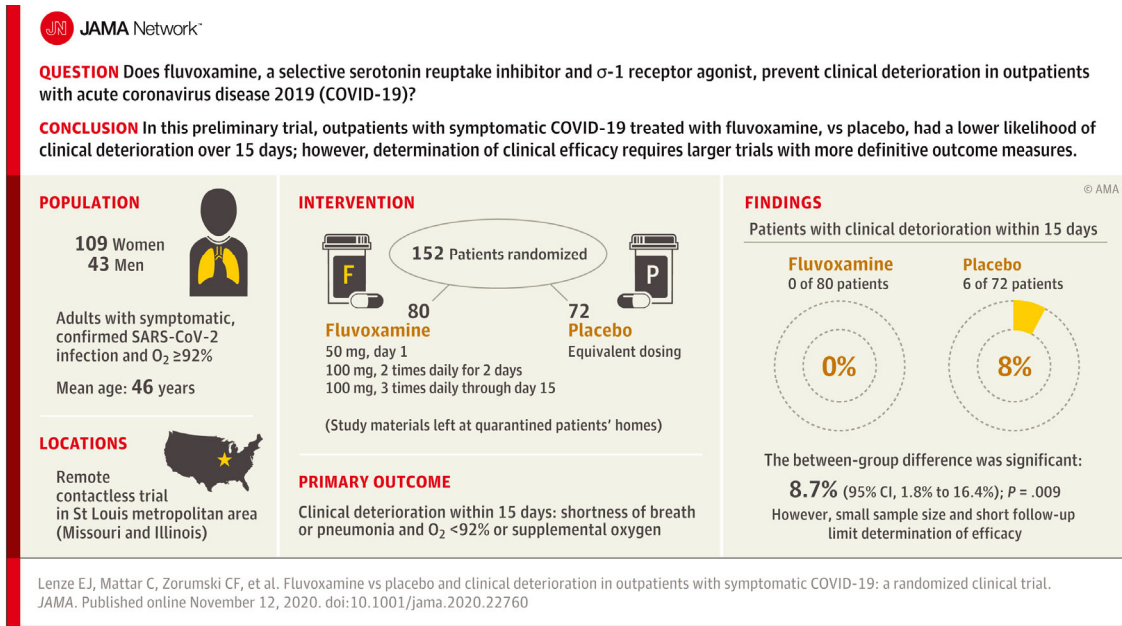 JN JAMA Network™
QUESTION Does fluvoxamine, a selective serotonin reuptake inhibitor and σ-1 receptor agonist, prevent clinical deterioration in outpatients
with acute coronavirus disease 2019 (COVID-19)?
CONCLUSION In this preliminary trial, outpatients with symptomatic COVID-19 treated with fluvoxamine, vs placebo, had a lower likelihood of
clinical deterioration over 15 days; however, determination of clinical efficacy requires larger trials with more definitive outcome measures.
© AMA
POPULATION
109 Women
43 Men
Adults with symptomatic,
confirmed SARS-CoV-2
infection and O₂ ≥92%
Mean age: 46 years
LOCATIONS
Remote
contactless trial
in St Louis metropolitan area
(Missouri and Illinois)
INTERVENTION
152 Patients randomized
F
P
80
Fluvoxamine
50 mg, day 1
100 mg, 2 times daily for 2 days
100 mg, 3 times daily through day 15
72
Placebo
Equivalent dosing
(Study materials left at quarantined patients' homes)
PRIMARY OUTCOME
Clinical deterioration within 15 days: shortness of breath
or pneumonia and O₂ <92% or supplemental oxygen
FINDINGS
Patients with clinical detorioration within 15 days
Fluvoxamine
0 of 80 patients
0%
Placebo
6 of 72 patients
8%
The between-group difference was significant:
8.7% (95% CI, 1.8% to 16.4%); P = .009
However, small sample size and short follow-up
limit determination of efficacy
Lenze EJ, Mattar C, Zorumski CF, et al. Fluvoxamine vs placebo and clinical deterioration in outpatients with symptomatic COVID-19: a randomized clinical trial.
JAMA. Published online November 12, 2020. doi:10.1001/jama.2020.22760